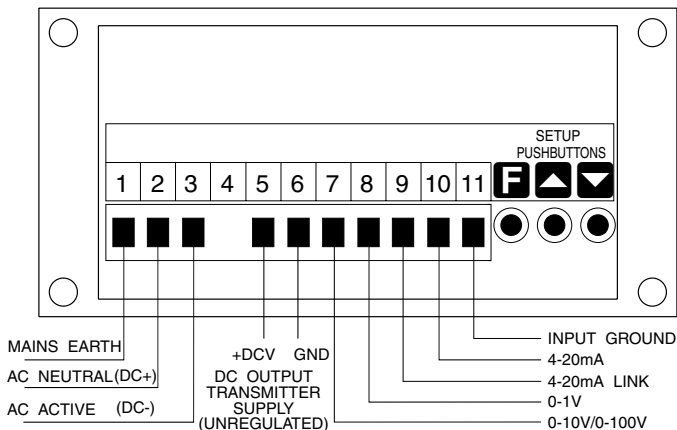 SETUP
PUSHBUTTONS
1 2 3 4 5 6 7 8 9 10 11 F
MAINS EARTH
AC NEUTRAL(DC+)
AC ACTIVE (DC-)
+DCV GND
DC OUTPUT
TRANSMITTER
SUPPLY
(UNREGULATED)
INPUT GROUND
4-20mA
4-20mA LINK
0-1V
0-10V/0-100V